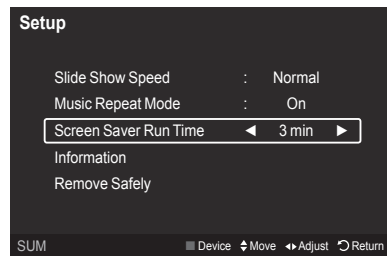 Setup
Slide Show Speed : Normal
Music Repeat Mode : On
Screen Saver Run Time ◄ 3 min ►
Information
Remove Safely
SUM Device Move Adjust Return